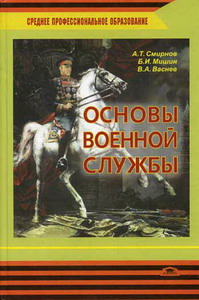 СРЕДНЕЕ ПРОФЕССИОНАЛЬНОЕ ОБРАЗОВАНИЕ
А.Т. Смирнов
Б.И. Мишин
В.А. Васнев
ОСНОВЫ
ВОЕННОЙ
СЛУЖБЫ